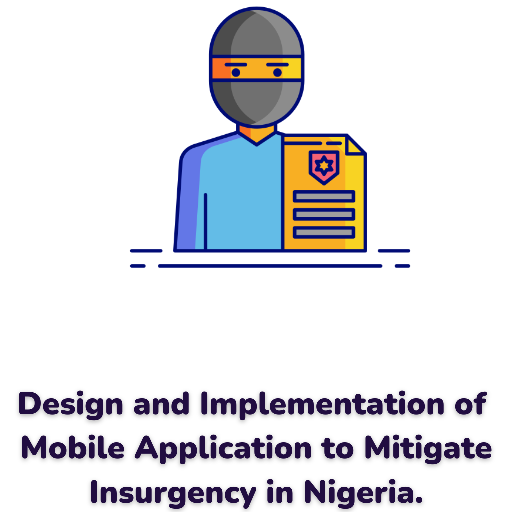 Design and Implementation of
Mobile Application to Mitigate
Insurgency in Nigeria.